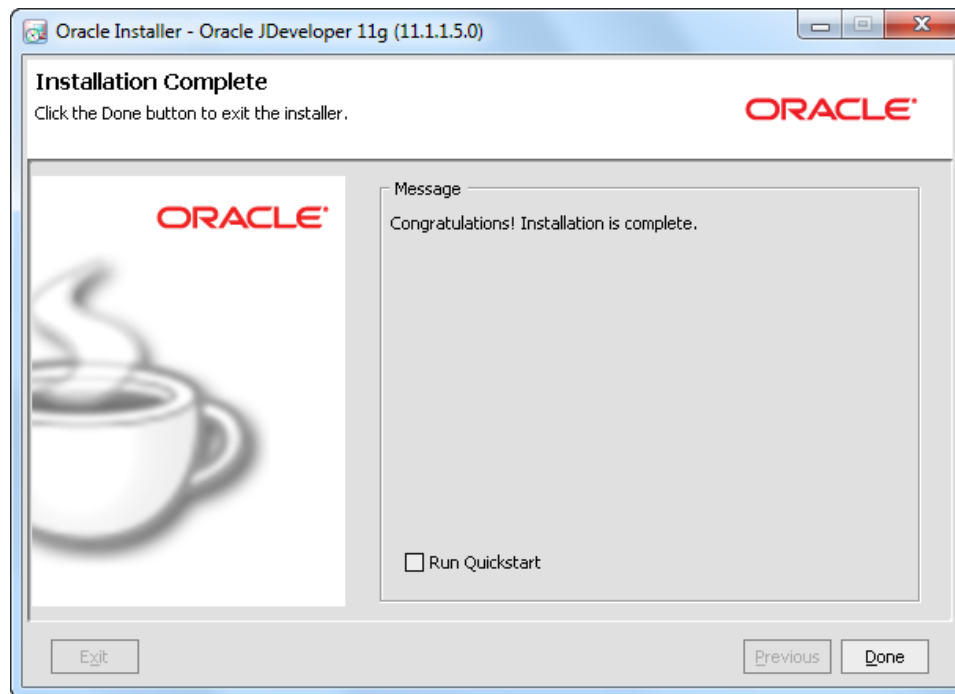 Oracle Installer - Oracle JDeveloper 11g (11.1.1.5.0)
Installation Complete
Click the Done button to exit the installer.
ORACLE
ORACLE
Message
Congratulations! Installation is complete.
Run Quickstart
Exit
Previous
Done